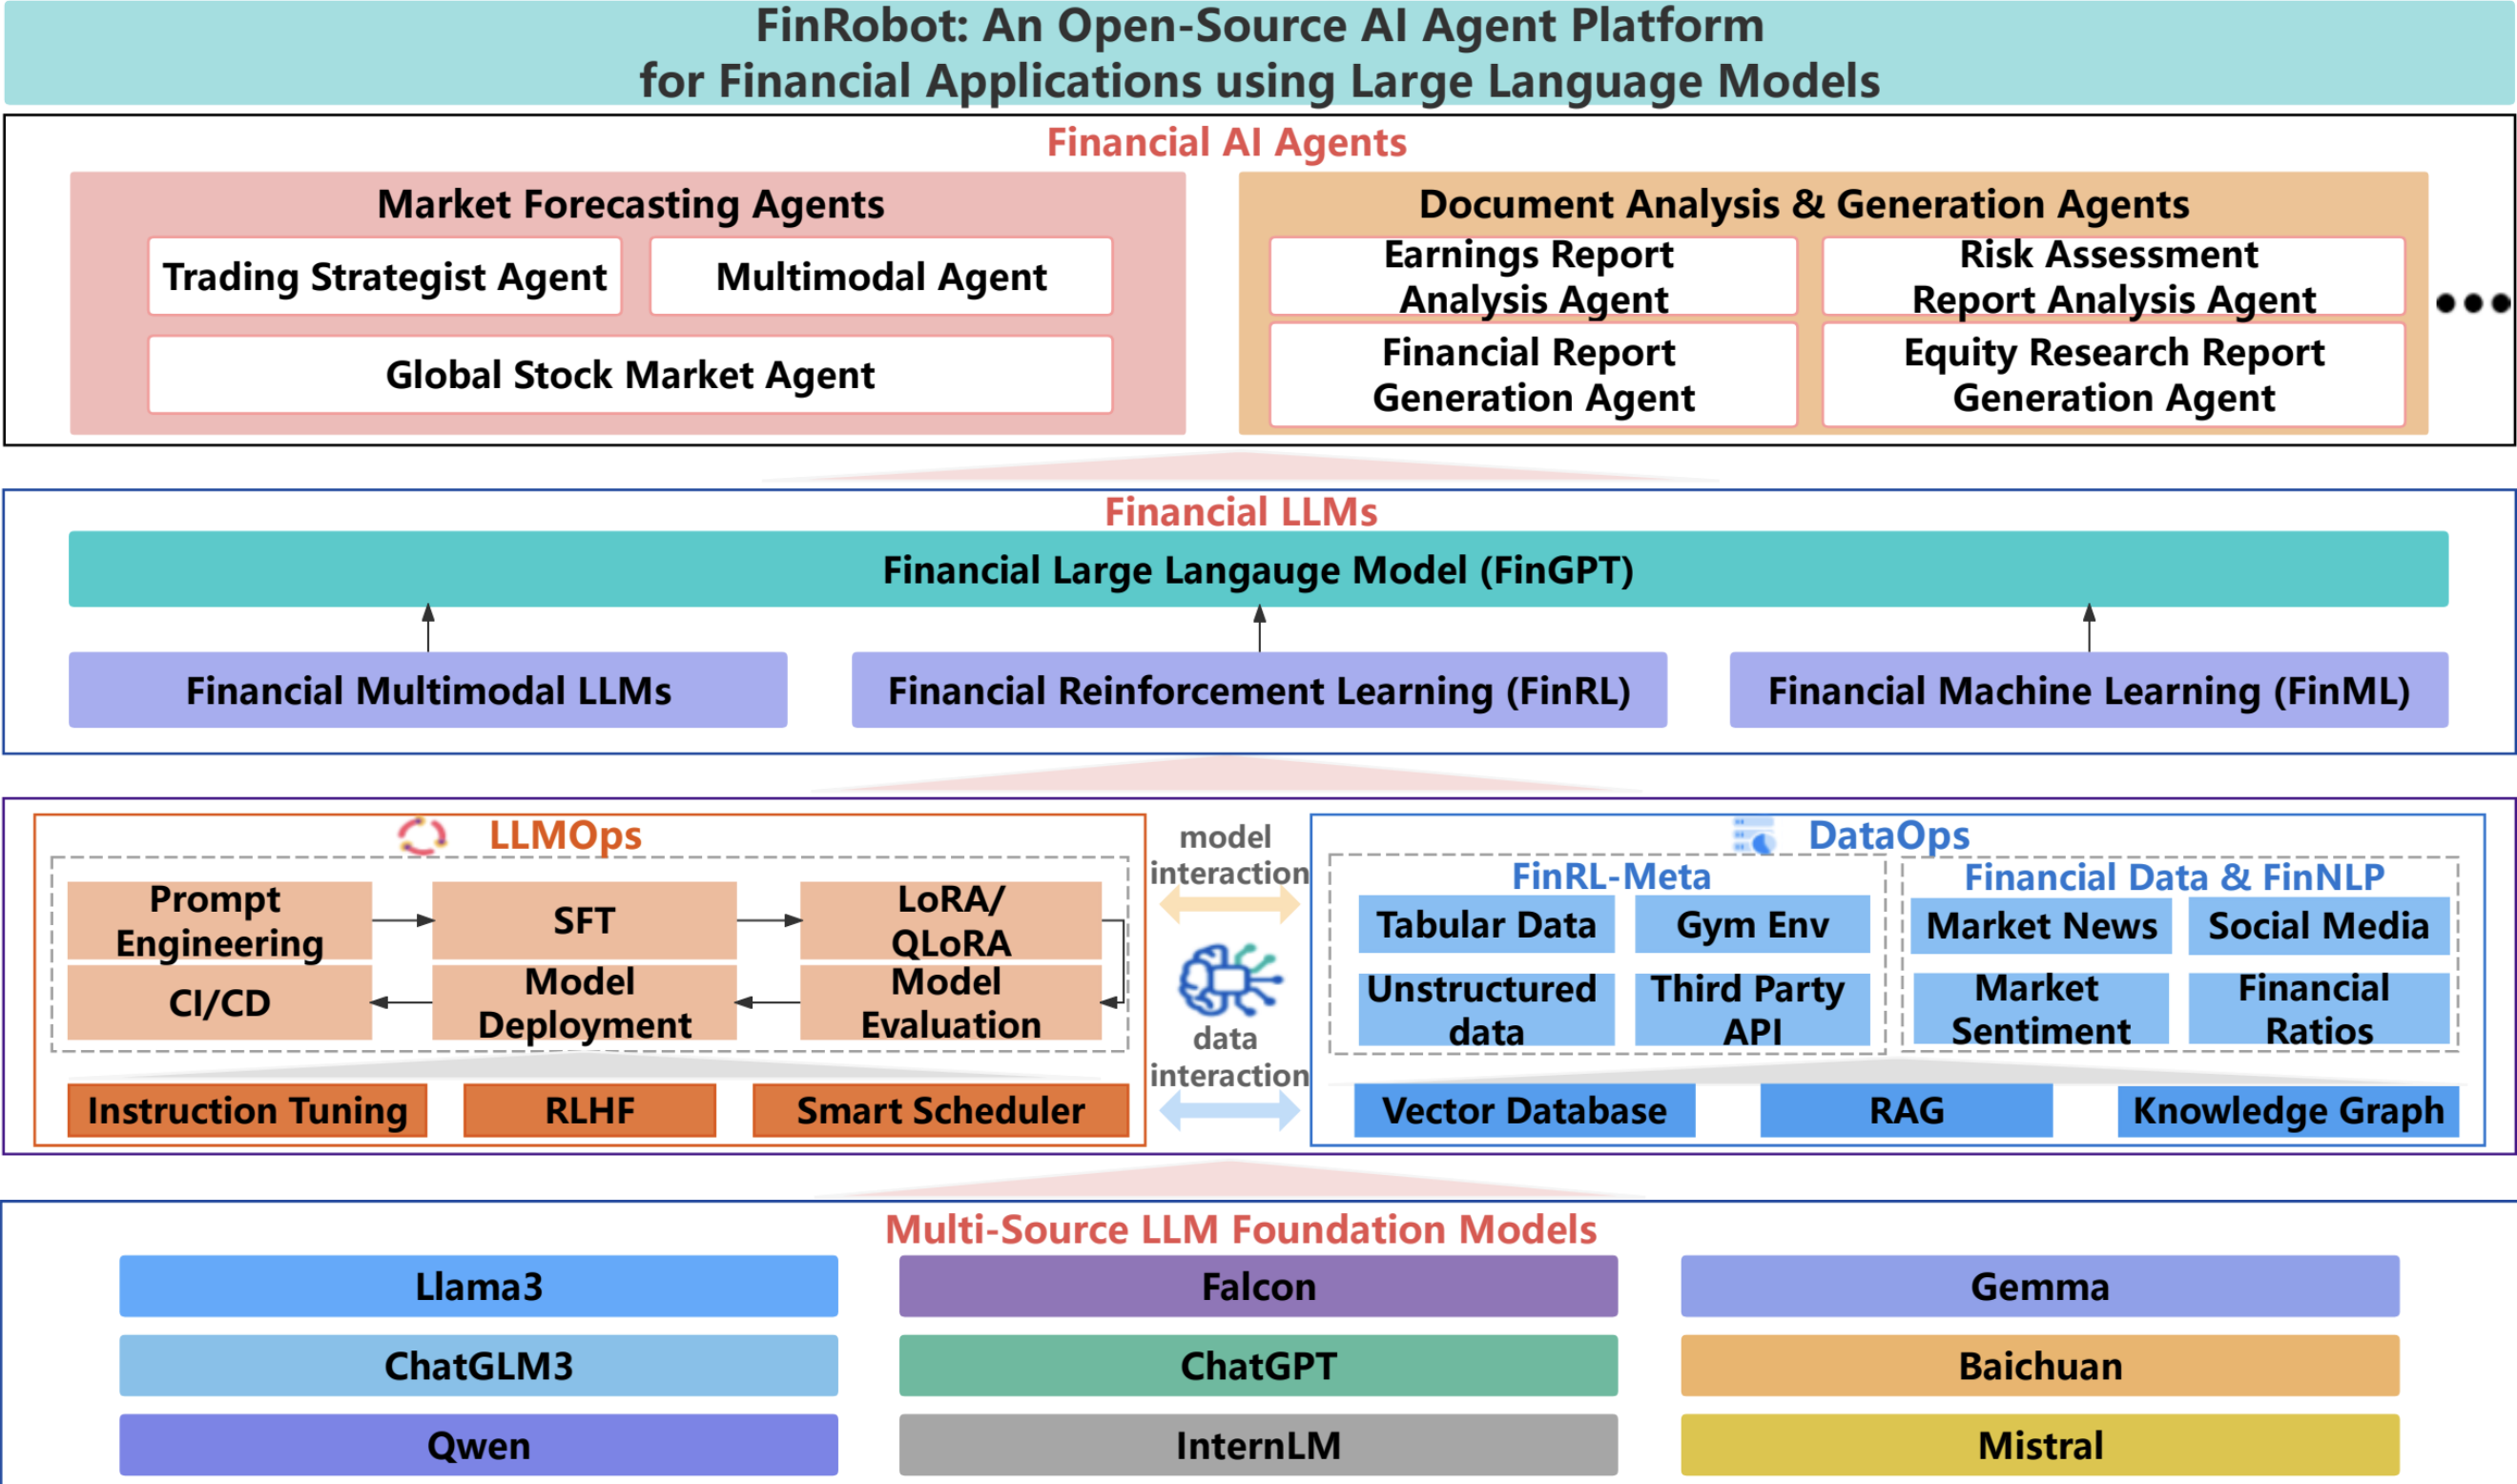 FinRobot: An Open-Source AI Agent Platform
for Financial Applications using Large Language Models
Financial AI Agents
Market Forecasting Agents
Trading Strategist Agent
Multimodal Agent
Global Stock Market Agent
Document Analysis & Generation Agents
Earnings Report
Analysis Agent
Risk Assessment
Report Analysis Agent
Financial Report
Generation Agent
Equity Research Report
Generation Agent
Financial LLMs
Financial Large Langauge Model (FinGPT)
Financial Multimodal LLMs
Financial Reinforcement Learning (FinRL)
Financial Machine Learning (FinML)
LLMOps
Prompt
Engineering
SFT
LoRA/
QLoRA
CI/CD
Model
Deployment
Model
Evaluation
Instruction Tuning
RLHF
Smart Scheduler
model
interaction
data
interaction
DataOps
FinRL-Meta
Tabular Data
Gym Env
Unstructured
data
Third Party
API
Financial Data & FinNLP
Market News
Social Media
Market
Sentiment
Financial
Ratios
Vector Database
RAG
Knowledge Graph
Multi-Source LLM Foundation Models
Llama3
Falcon
Gemma
ChatGLM3
ChatGPT
Baichuan
Qwen
InternLM
Mistral